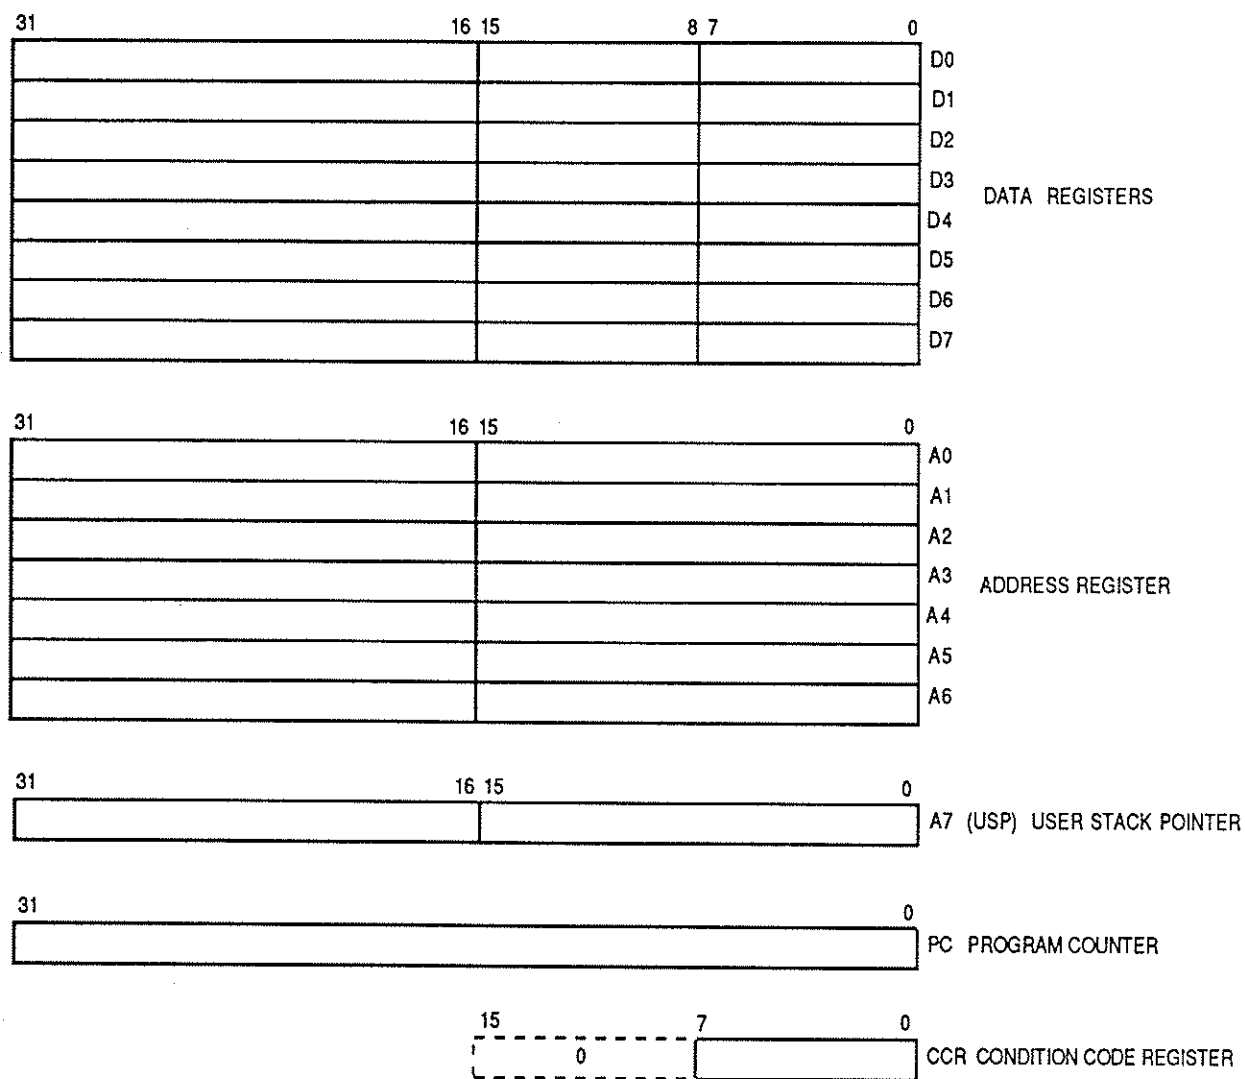 31 16 15 8 7 0
D0
D1
D2
D3
DATA REGISTERS
D4
D5
D6
D7
31 16 15 0
A0
A1
A2
A3
ADDRESS REGISTER
A4
A5
A6
31 16 15 0
A7 (USP) USER STACK POINTER
31 0
PC PROGRAM COUNTER
15 7 0
0
CCR CONDITION CODE REGISTER